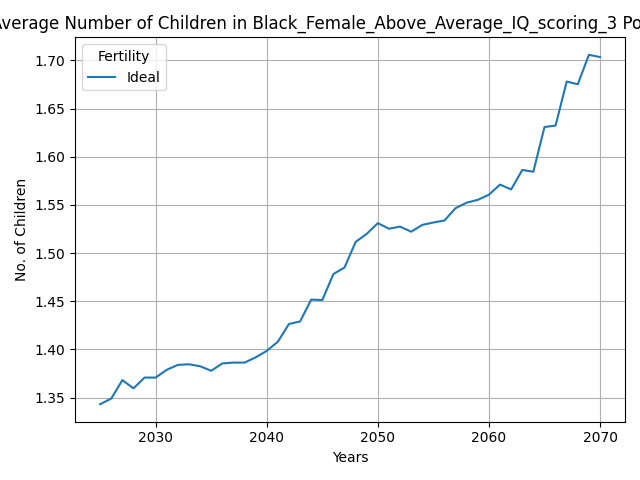 verage Number of Children in Black_Female_Above_Average_IQ_scoring_3 Po
Fertility
Ideal
No. of Children
1.70
1.65
1.60
1.55
1.50
1.45
1.40
1.35
2030 2040 2050 2060 2070
Years